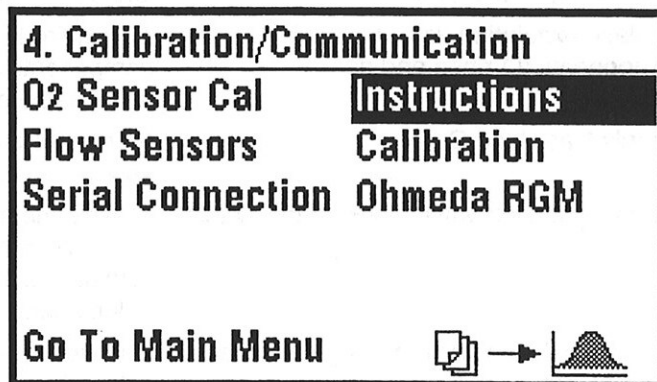 4. Calibration/Communication
O2 Sensor Cal Instructions
Flow Sensors Calibration
Serial Connection Ohmeda RGM
Go To Main Menu